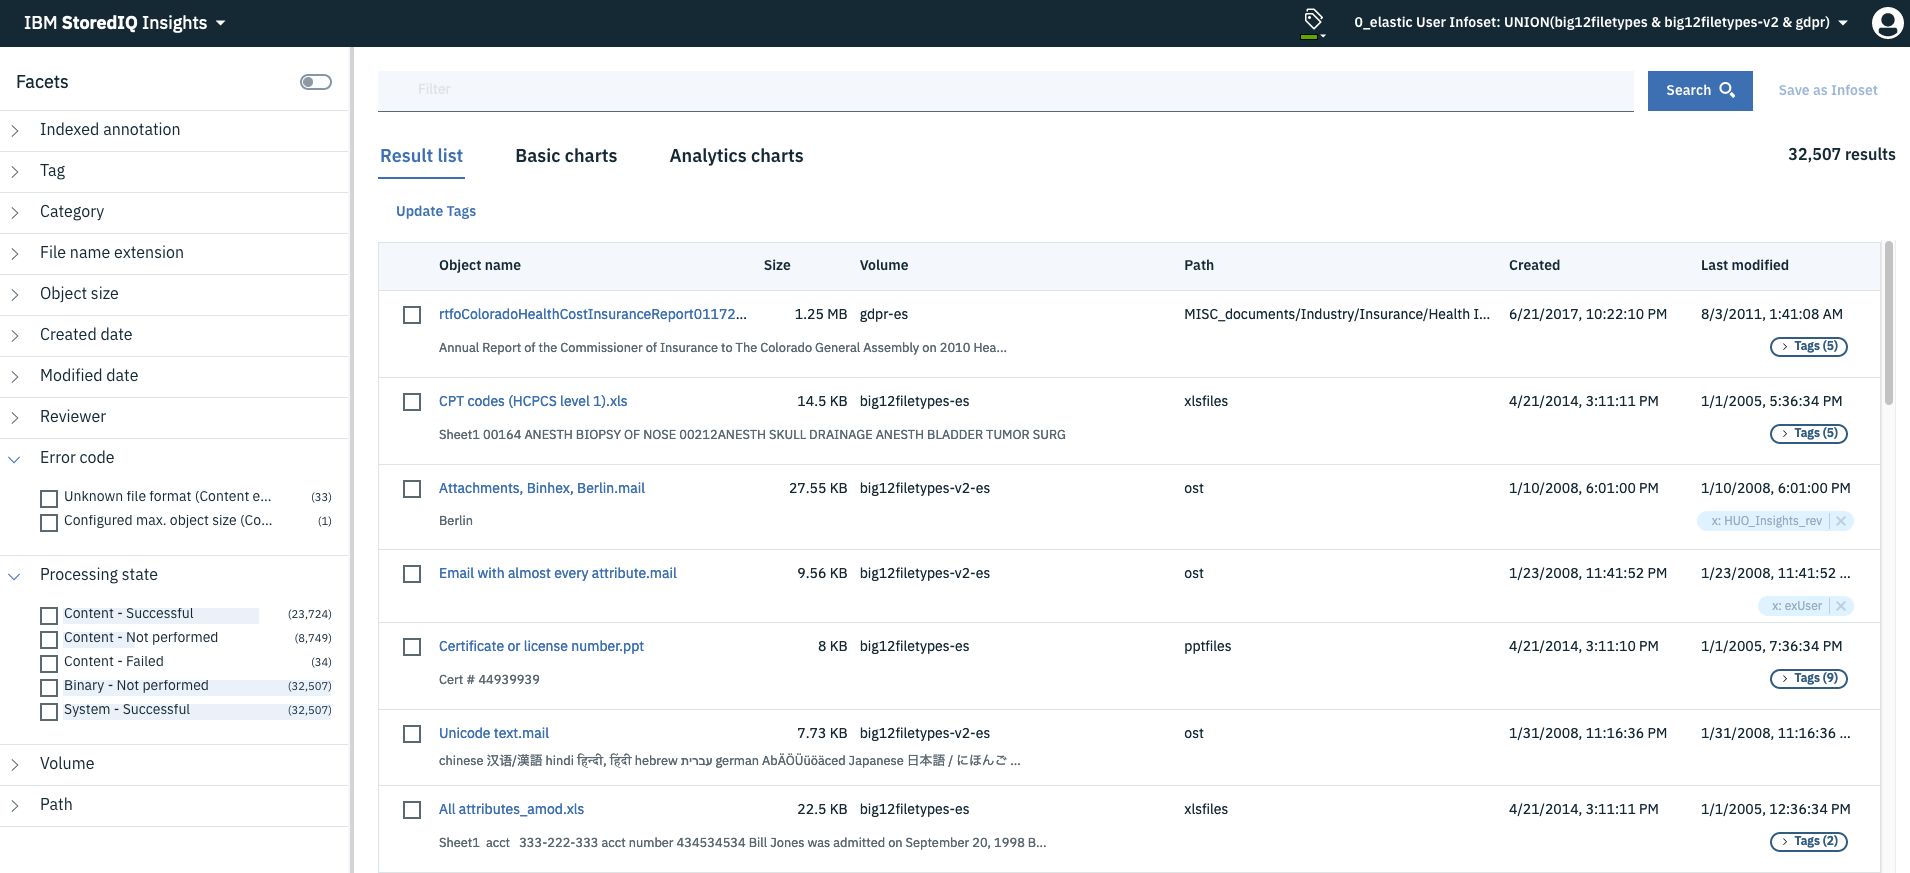 IBM StoredIQ Insights
0_elastic User Infoset: UNION(big12filetypes & big12filetypes-v2 & gdpr)
Facets
Indexed annotation
Tag
Category
File name extension
Object size
Created date
Modified date
Reviewer
Error code
Unknown file format (Content e... (33)
Configured max. object size (Co... (1)
Processing state
Content - Successful (23,724)
Content - Not performed (8,749)
Content - Failed (34)
Binary - Not performed (32,507)
System - Successful (32,507)
Volume
Path
Filter
Search
Save as Infoset
Result list Basic charts Analytics charts
32,507 results
Update Tags
Object name Size Volume Path Created Last modified
rtfoColoradoHealthCostInsuranceReport01172... 1.25 MB gdpr-es MISC_documents/Industry/Insurance/Health I... 6/21/2017, 10:22:10 PM 8/3/2011, 1:41:08 AM
Annual Report of the Commissioner of Insurance to The Colorado General Assembly on 2010 Hea...
Tags (5)
CPT codes (HCPCS level 1).xls 14.5 KB big12filetypes-es xlsfiles 4/21/2014, 3:11:11 PM 1/1/2005, 5:36:34 PM
Sheet1 00164 ANESTH BIOPSY OF NOSE 00212ANESTH SKULL DRAINAGE ANESTH BLADDER TUMOR SURG
Tags (5)
Attachments, Binhex, Berlin.mail 27.55 KB big12filetypes-v2-es ost 1/10/2008, 6:01:00 PM 1/10/2008, 6:01:00 PM
Berlin
x: HUO_Insights_rev
Email with almost every attribute.mail 9.56 KB big12filetypes-v2-es ost 1/23/2008, 11:41:52 PM 1/23/2008, 11:41:52 ...
x: exUser
Certificate or license number.ppt 8 KB big12filetypes-es pptfiles 4/21/2014, 3:11:10 PM 1/1/2005, 7:36:34 PM
Cert # 44939939
Tags (9)
Unicode text.mail 7.73 KB big12filetypes-v2-es ost 1/31/2008, 11:16:36 PM 1/31/2008, 11:16:36 ...
chinese 汉语/漢語 hindi हिन्दी, हिंदी hebrew עברית german AbÄÖÜüöäced Japanese 日本語 / にほんご ...
All attributes_amod.xls 22.5 KB big12filetypes-es xlsfiles 4/21/2014, 3:11:11 PM 1/1/2005, 12:36:34 PM
Sheet1 acct 333-222-333 acct number 434534534 Bill Jones was admitted on September 20, 1998 B...
Tags (2)